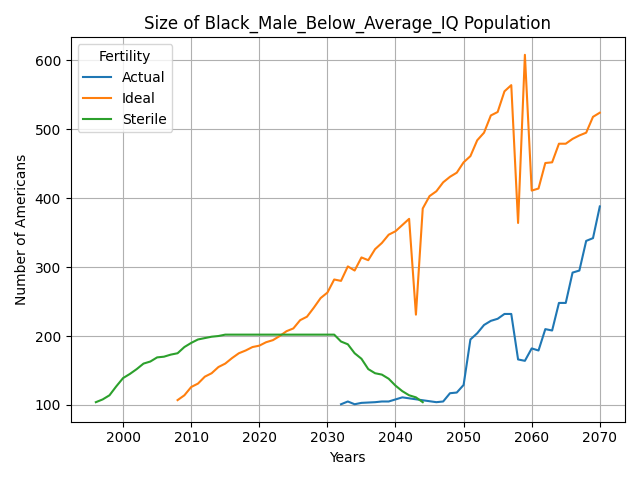 Size of Black_Male_Below_Average_IQ Population
Fertility
Actual
Ideal
Sterile
Number of Americans
600
500
400
300
200
100
2000 2010 2020 2030 2040 2050 2060 2070
Years